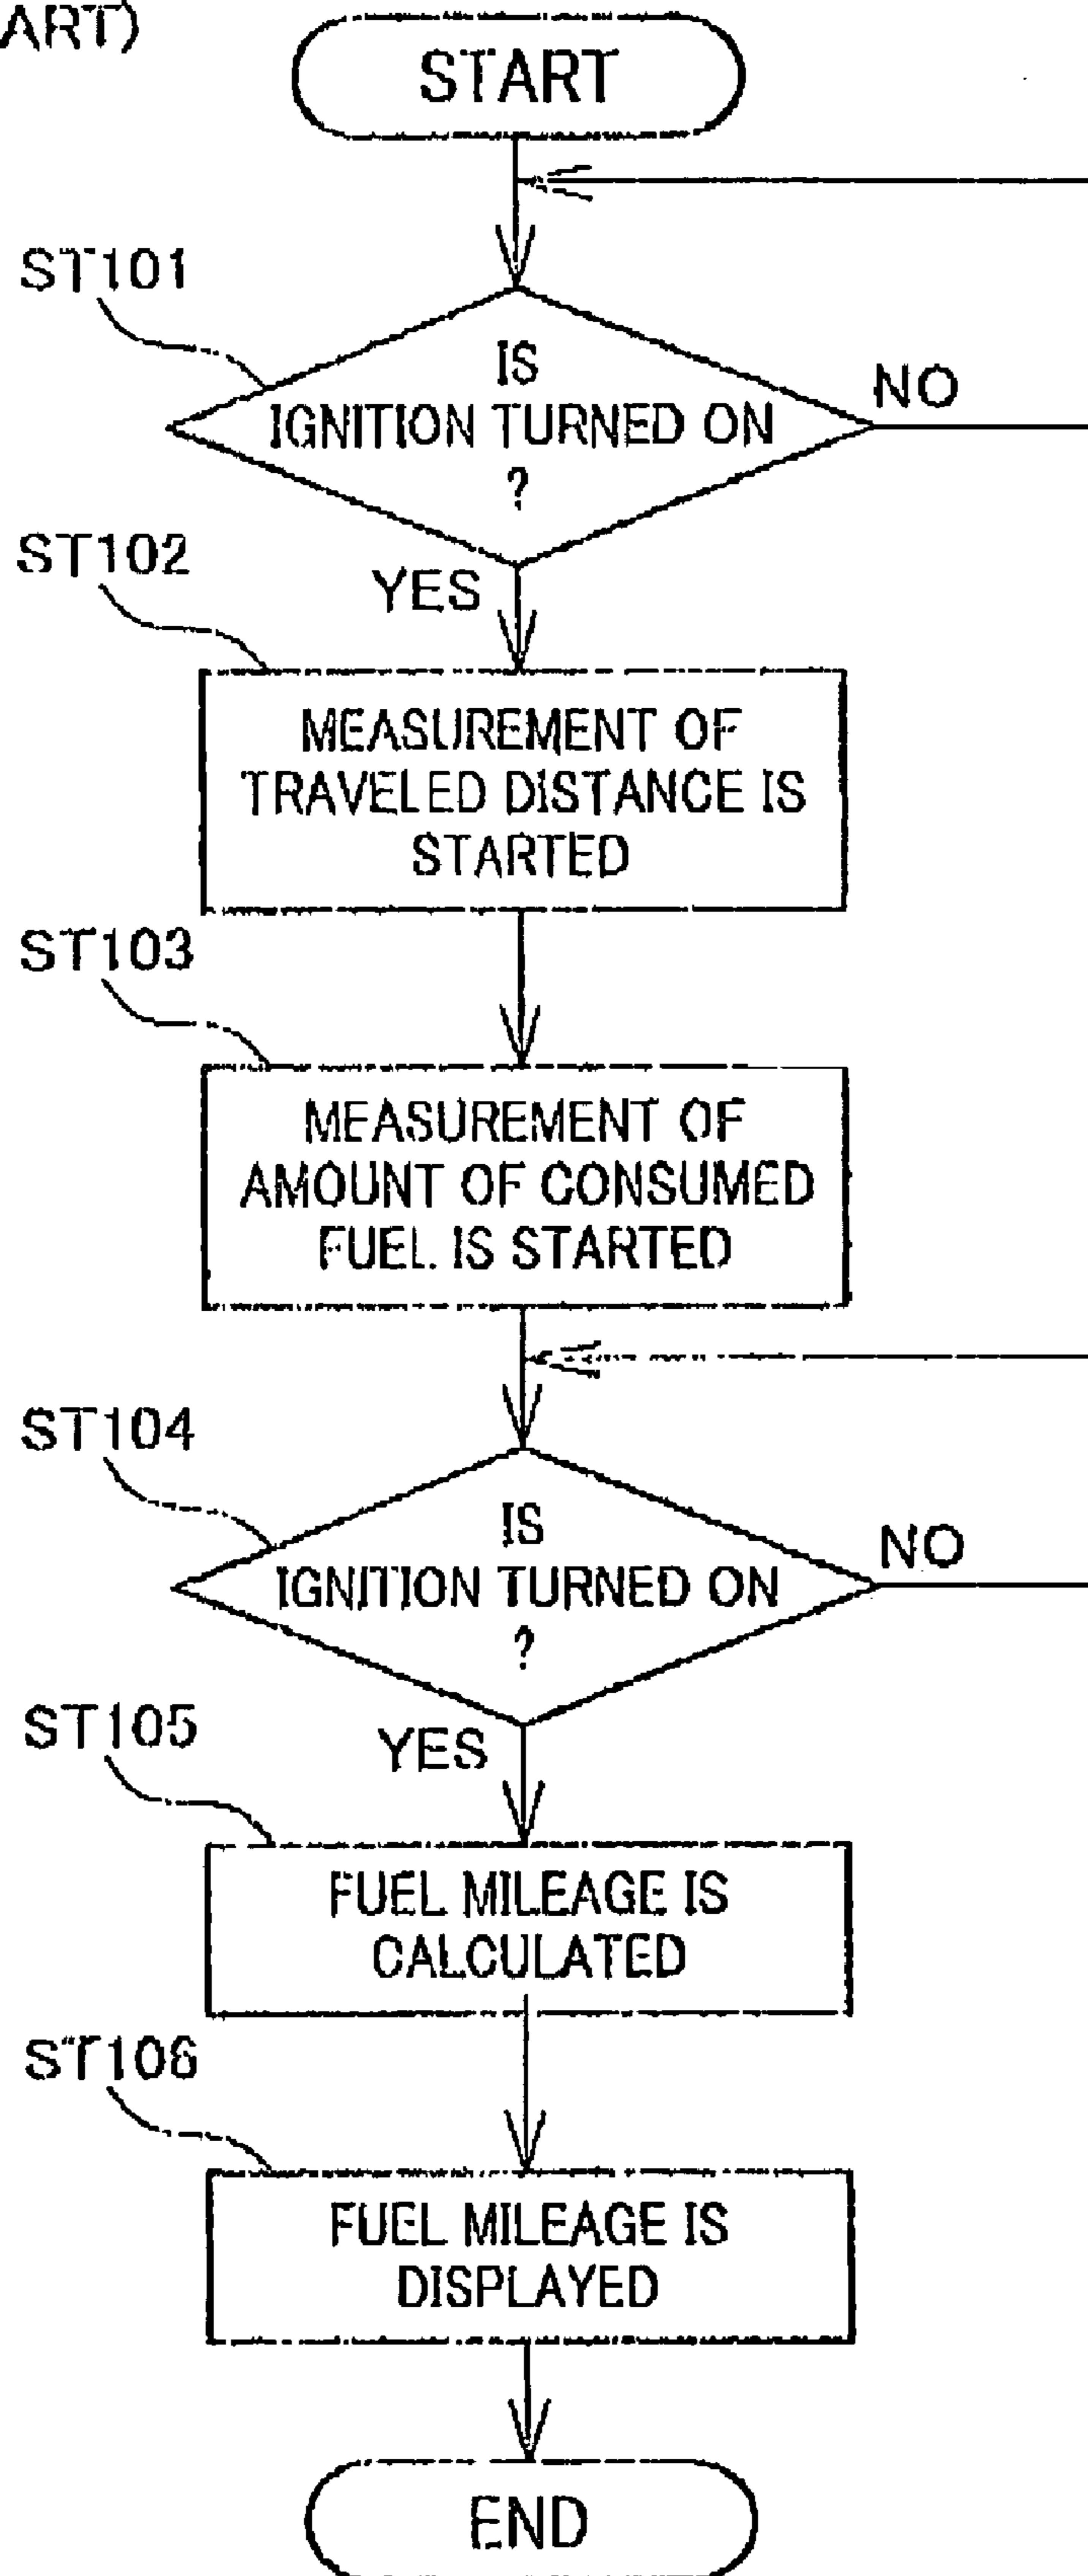 ART)
START
ST101
IS
IGNITION TURNED ON
?
NO
YES
ST102
MEASUREMENT OF
TRAVELED DISTANCE IS
STARTED
ST103
MEASUREMENT OF
AMOUNT OF CONSUMED
FUEL IS STARTED
ST104
IS
IGNITION TURNED ON
?
NO
YES
ST105
FUEL MILEAGE IS
CALCULATED
ST106
FUEL MILEAGE IS
DISPLAYED
END